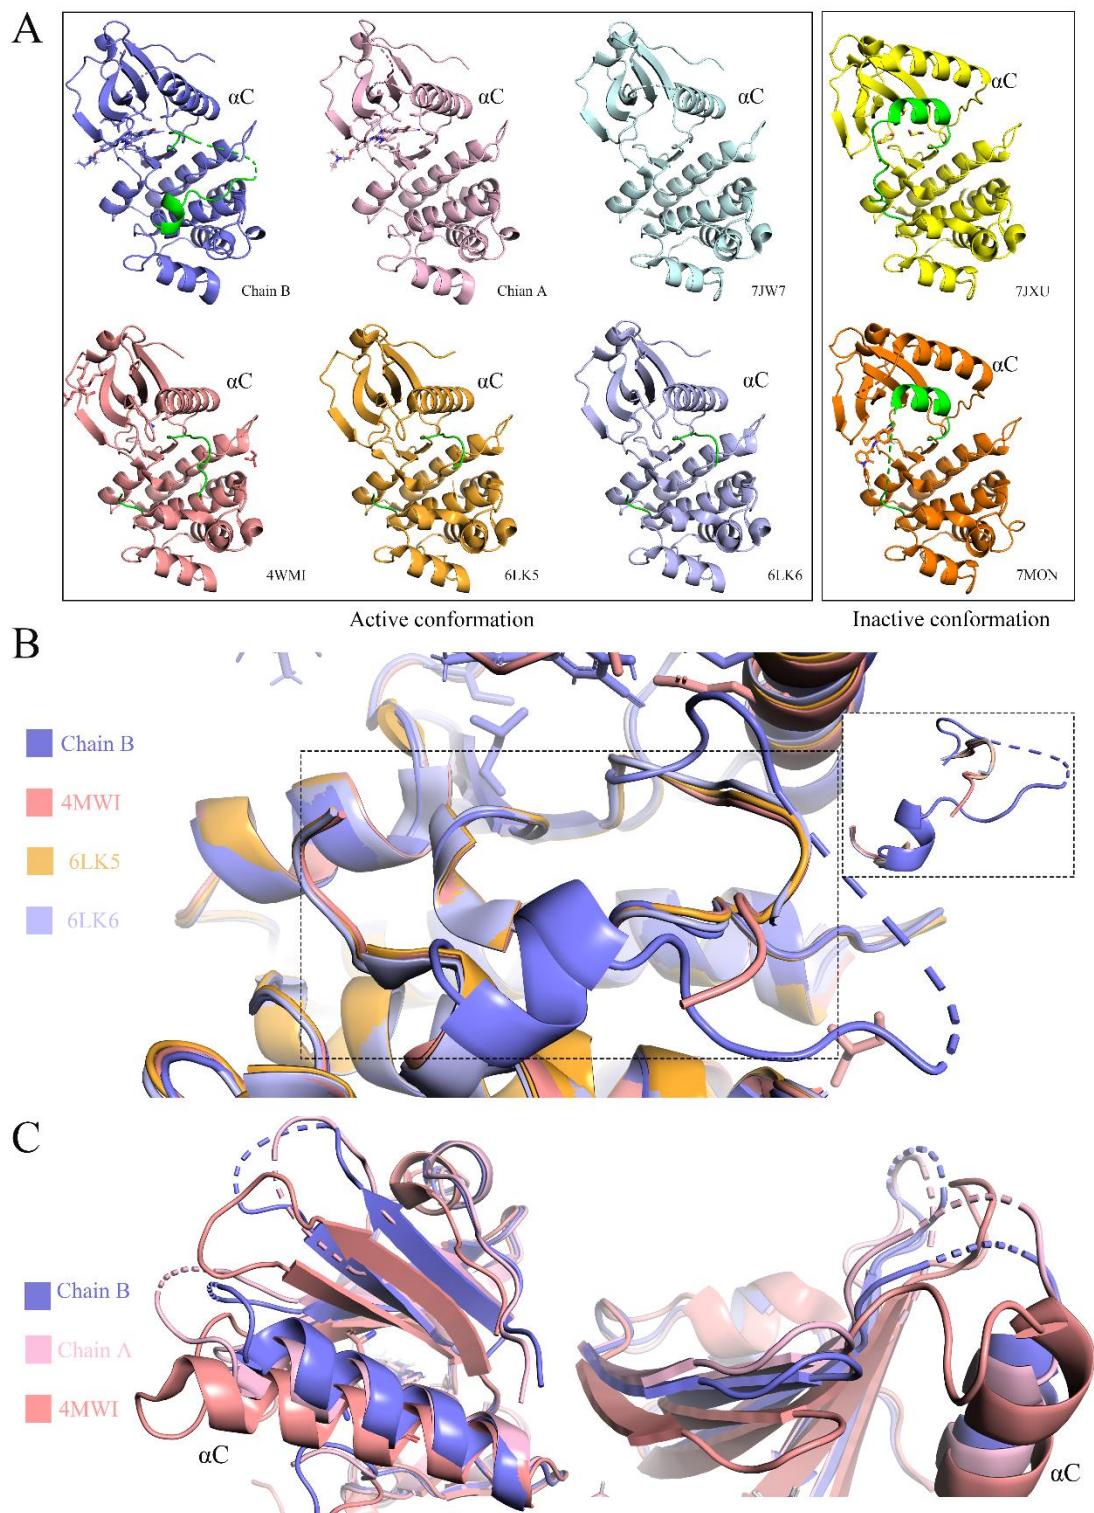 A
αC
αC
αC
αC
Chain B
Chian A
7JW7
7JXU
αC
αC
αC
αC
4WMI
6LK5
6LK6
7MON
Active conformation
Inactive conformation
B
Chain B
4MWI
6LK5
6LK6
C
Chain B
Chain A
4MWI
αC
αC